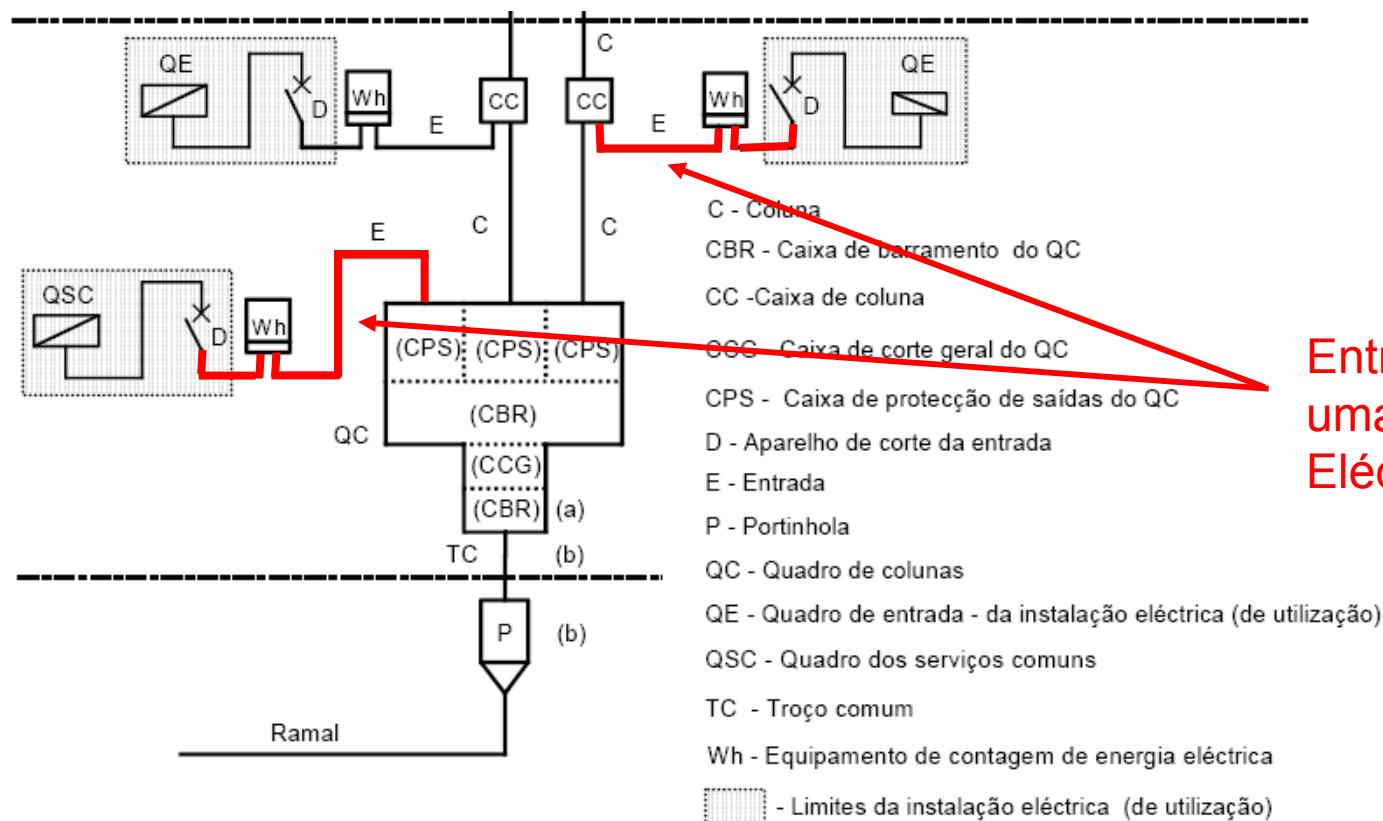 C
QE
QE
Wh
CC
CC
Wh
D
D
E
E
C - Coluna
E
C
C
CBR - Caixa de barramento do QC
QSC
CC -Caixa de coluna
Wh
D
(CPS) (CPS) (CPS)
CCG - Caixa de corte geral do QC
CPS - Caixa de protecção de saídas do QC
(CBR)
QC
D - Aparelho de corte da entrada
(CCG)
E - Entrada
(CBR) (a)
P - Portinhola
TC (b)
QC - Quadro de colunas
QE - Quadro de entrada - da instalação eléctrica (de utilização)
P (b)
QSC - Quadro dos serviços comuns
TC - Troço comum
Ramal
Wh - Equipamento de contagem de energia eléctrica
- Limites da instalação eléctrica (de utilização)
uma